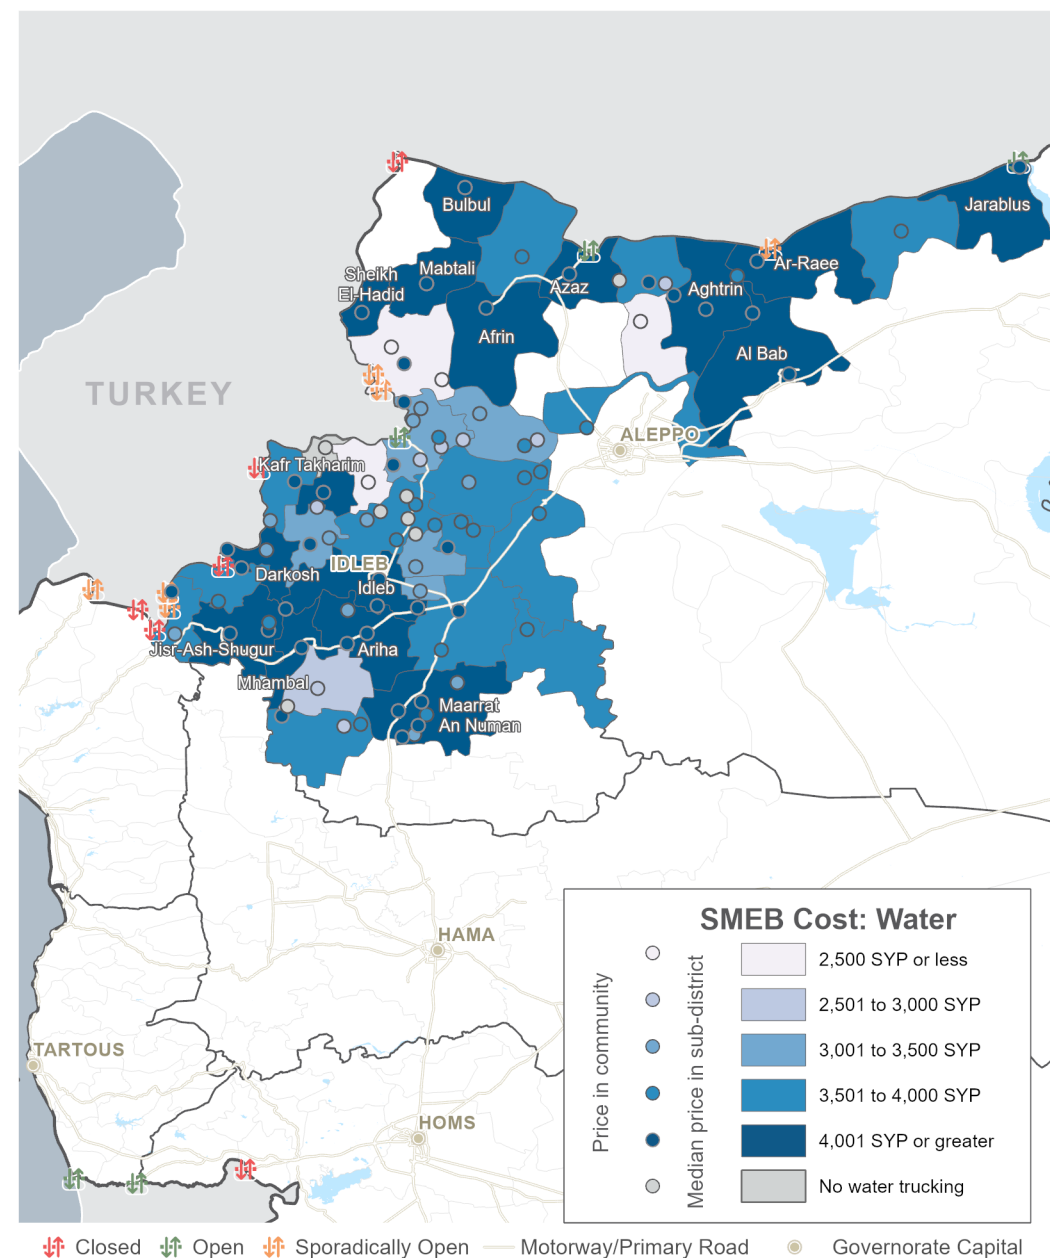 Bulbul
Jarablus
Mabtali
Sheikh
El-Hadid
Ar-Raee
Azaz
Aghtrin
Afrin
Al Bab
TURKEY
ALEPPO
Kafr Takharim
IDLEB
Darkosh
Idleb
Jisr-Ash-Shugur
Ariha
Mhambal
Maarrat
An Numan
HAMA
TARTOUS
HOMS
SMEB Cost: Water
Price in community
Median price in sub-district
2,500 SYP or less
2,501 to 3,000 SYP
3,001 to 3,500 SYP
3,501 to 4,000 SYP
4,001 SYP or greater
No water trucking
Closed Open Sporadically Open Motorway/Primary Road Governorate Capital